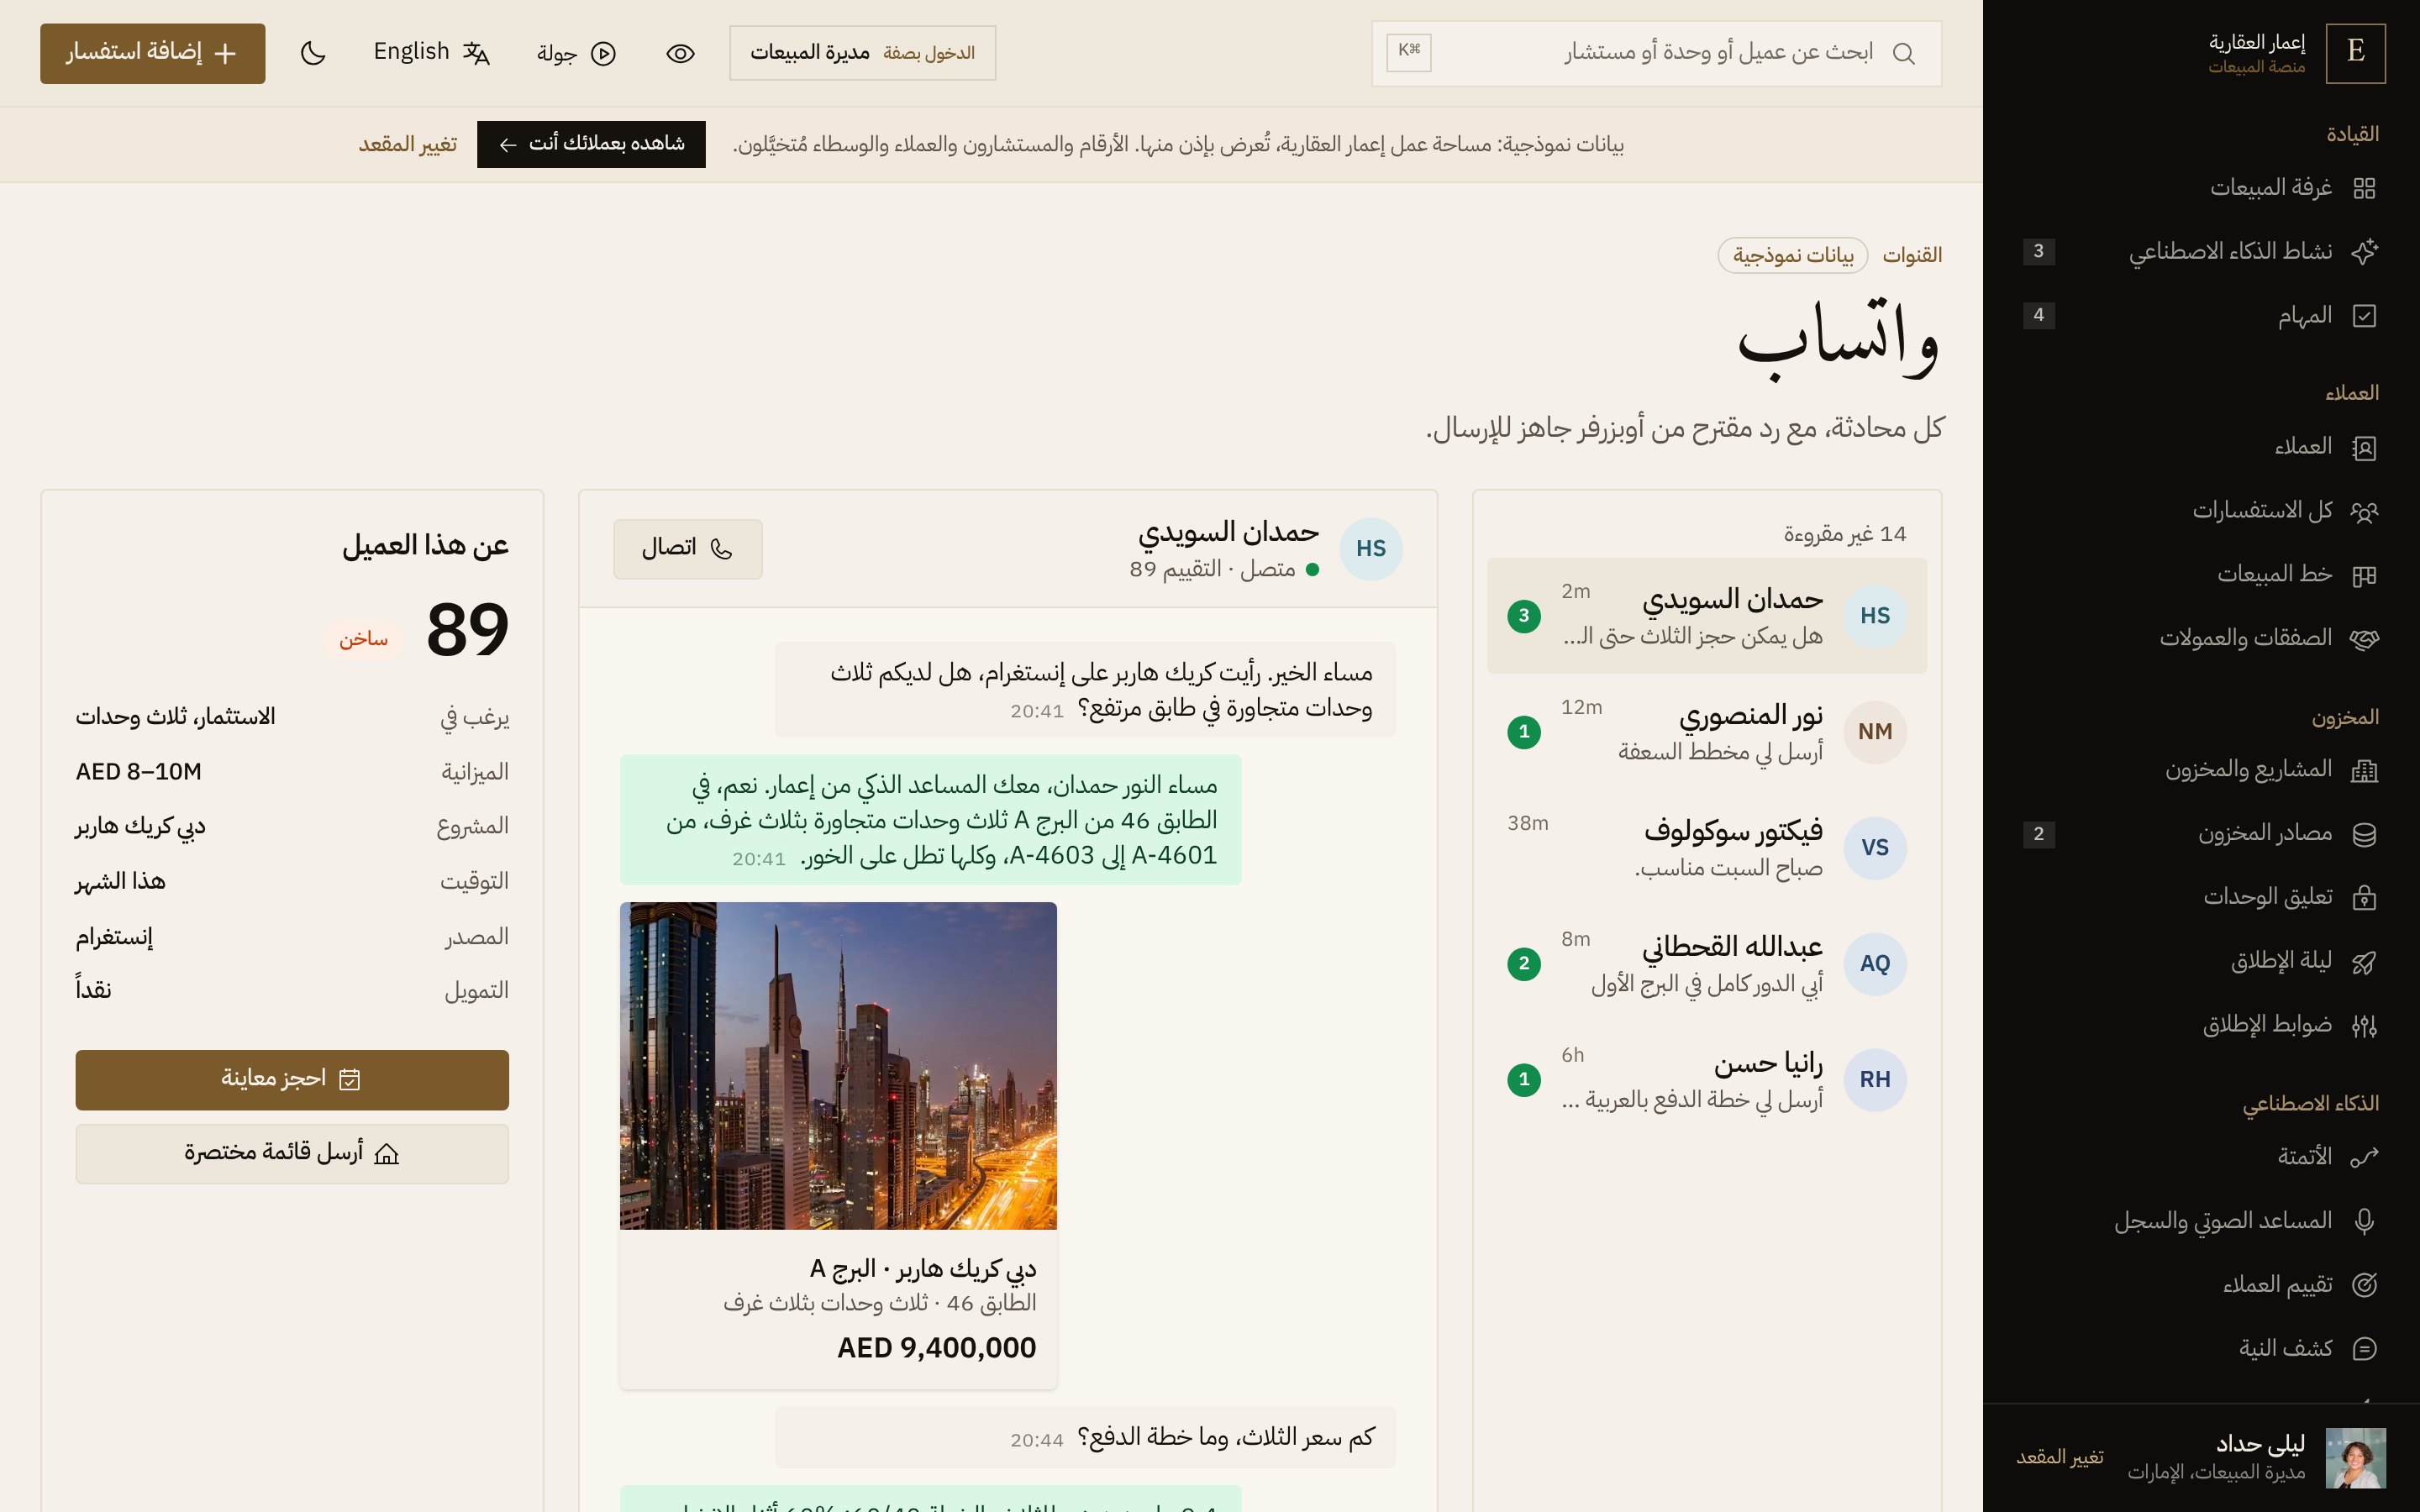 E
إعمار العقارية
منصة المبيعات
القيادة
غرفة المبيعات
نشاط الذكاء الاصطناعي 3
المهام 4
العملاء
العملاء
كل الاستفسارات
خط المبيعات
الصفقات والعمولات
المخزون
المشاريع والمخزون
مصادر المخزون 2
تعليق الوحدات
ليلة الإطلاق
ضوابط الإطلاق
الذكاء الاصطناعي
الأتمتة
المساعد الصوتي والسجل
تقييم العملاء
كشف النية
ليلى حداد
مديرة المبيعات، الإمارات
تغيير المقعد
ابحث عن عميل أو وحدة أو مستشار
⌘K
الدخول بصفة مديرة المبيعات
جولة
English
إضافة استفسار
بيانات نموذجية: مساحة عمل إعمار العقارية، تُعرض بإذن منها. الأرقام والمستشارون والعملاء والوسطاء مُتخيَّلون.
شاهده بعملائك أنت ←
تغيير المقعد
القنوات
بيانات نموذجية
واتساب
كل محادثة، مع رد مقترح من أوبزرفر جاهز للإرسال.
14 غير مقروءة
HS
حمدان السويدي 2m
هل يمكن حجز الثلاث حتى الـ...
3
NM
نور المنصوري 12m
أرسل لي مخطط السعفة
1
VS
فيكتور سوكولوف 38m
صباح السبت مناسب.
AQ
عبدالله القحطاني 8m
أبي الدور كامل في البرج الأول
2
RH
رانيا حسن 6h
أرسل لي خطة الدفع بالعربية ...
1
HS
حمدان السويدي
متصل · التقييم 89
اتصال
مساء الخير. رأيت كريك هاربر على إنستغرام، هل لديكم ثلاث
وحدات متجاورة في طابق مرتفع؟ 20:41
مساء النور حمدان، معك المساعد الذكي من إعمار. نعم، في
الطابق 46 من البرج A ثلاث وحدات متجاورة بثلاث غرف، من
A-4601 إلى A-4603، وكلها تطل على الخور. 20:41
دبي كريك هاربر · البرج A
الطابق 46 · ثلاث وحدات بثلاث غرف
AED 9,400,000
كم سعر الثلاث، وما خطة الدفع؟ 20:44
عن هذا العميل
89 ساخن
يرغب في الاستثمار، ثلاث وحدات
الميزانية AED 8–10M
المشروع دبي كريك هاربر
التوقيت هذا الشهر
المصدر إنستغرام
التمويل نقداً
احجز معاينة
أرسل قائمة مختصرة